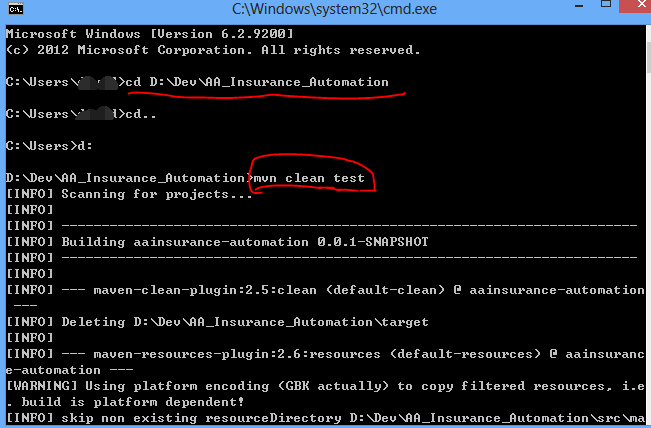 C:\Windows\system32\cmd.exe
Microsoft Windows [Version 6.2.9200]
(c) 2012 Microsoft Corporation. All rights reserved.
C:\Users\>cd D:\Dev\AA_Insurance_Automation
C:\Users\>cd..
C:\Users>d:
D:\Dev\AA_Insurance_Automation>mvn clean test
[INFO] Scanning for projects...
[INFO]
[INFO] ------------------------------------------------------------------------
[INFO] Building aainsurance-automation 0.0.1-SNAPSHOT
[INFO] ------------------------------------------------------------------------
[INFO]
[INFO] --- maven-clean-plugin:2.5:clean (default-clean) @ aainsurance-automation
---
[INFO] Deleting D:\Dev\AA_Insurance_Automation\target
[INFO]
[INFO] --- maven-resources-plugin:2.6:resources (default-resources) @ aainsuranc
e-automation ---
[WARNING] Using platform encoding (GBK actually) to copy filtered resources, i.e
. build is platform dependent!
[INFO] skip non existing resourceDirectory D:\Dev\AA_Insurance_Automation\src\ma